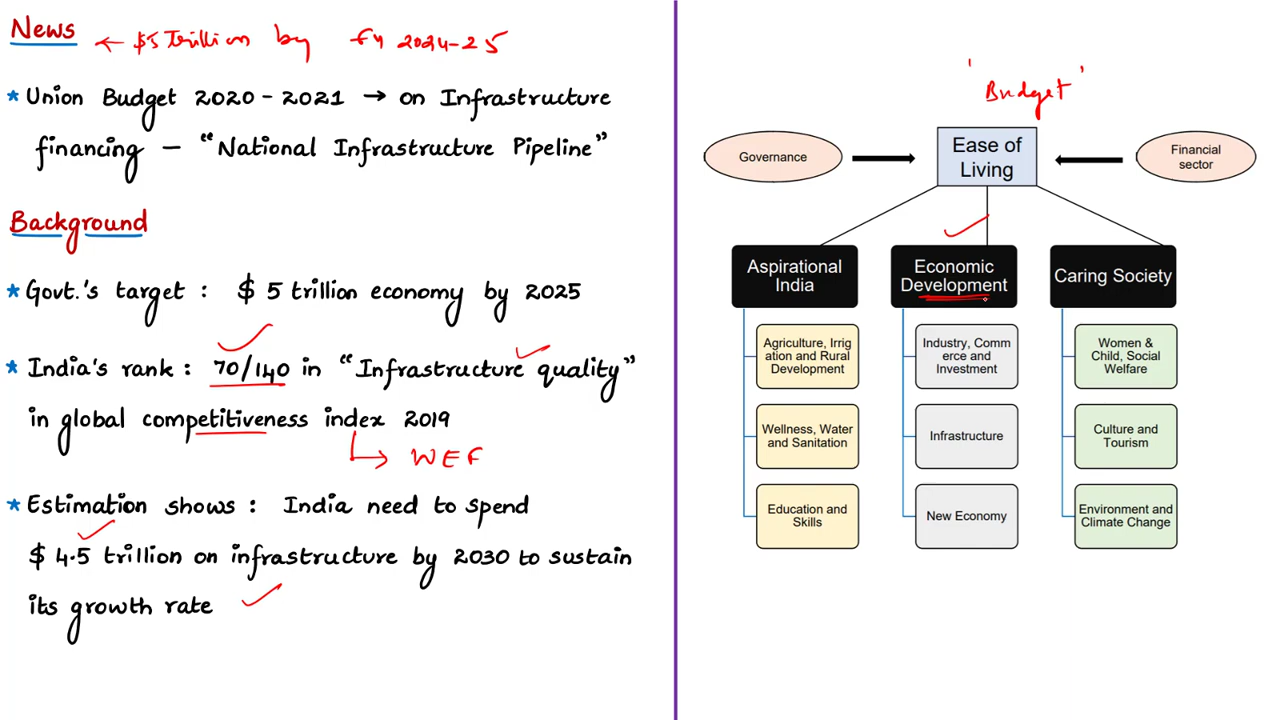 News
← $5 Trillion by fy 2024-25
* Union Budget 2020-2021 → on Infrastructure
financing – "National Infrastructure Pipeline"
Background
* Govt.'s target : $ 5 trillion economy by 2025
* India's rank : 70/140 in "Infrastructure quality"
in global competitiveness index 2019
WEF
* Estimation shows : India need to spend
$ 4.5 trillion on infrastructure by 2030 to sustain
its growth rate
'Budget'
Governance
Ease of
Living
Financial
sector
Aspirational
India
Economic
Development
Caring Society
Agriculture, Irrig
ation and Rural
Development
Industry, Comm
erce and
Investment
Women &
Child, Social
Welfare
Wellness, Water
and Sanitation
Infrastructure
Culture and
Tourism
Education and
Skills
New Economy
Environment and
Climate Change